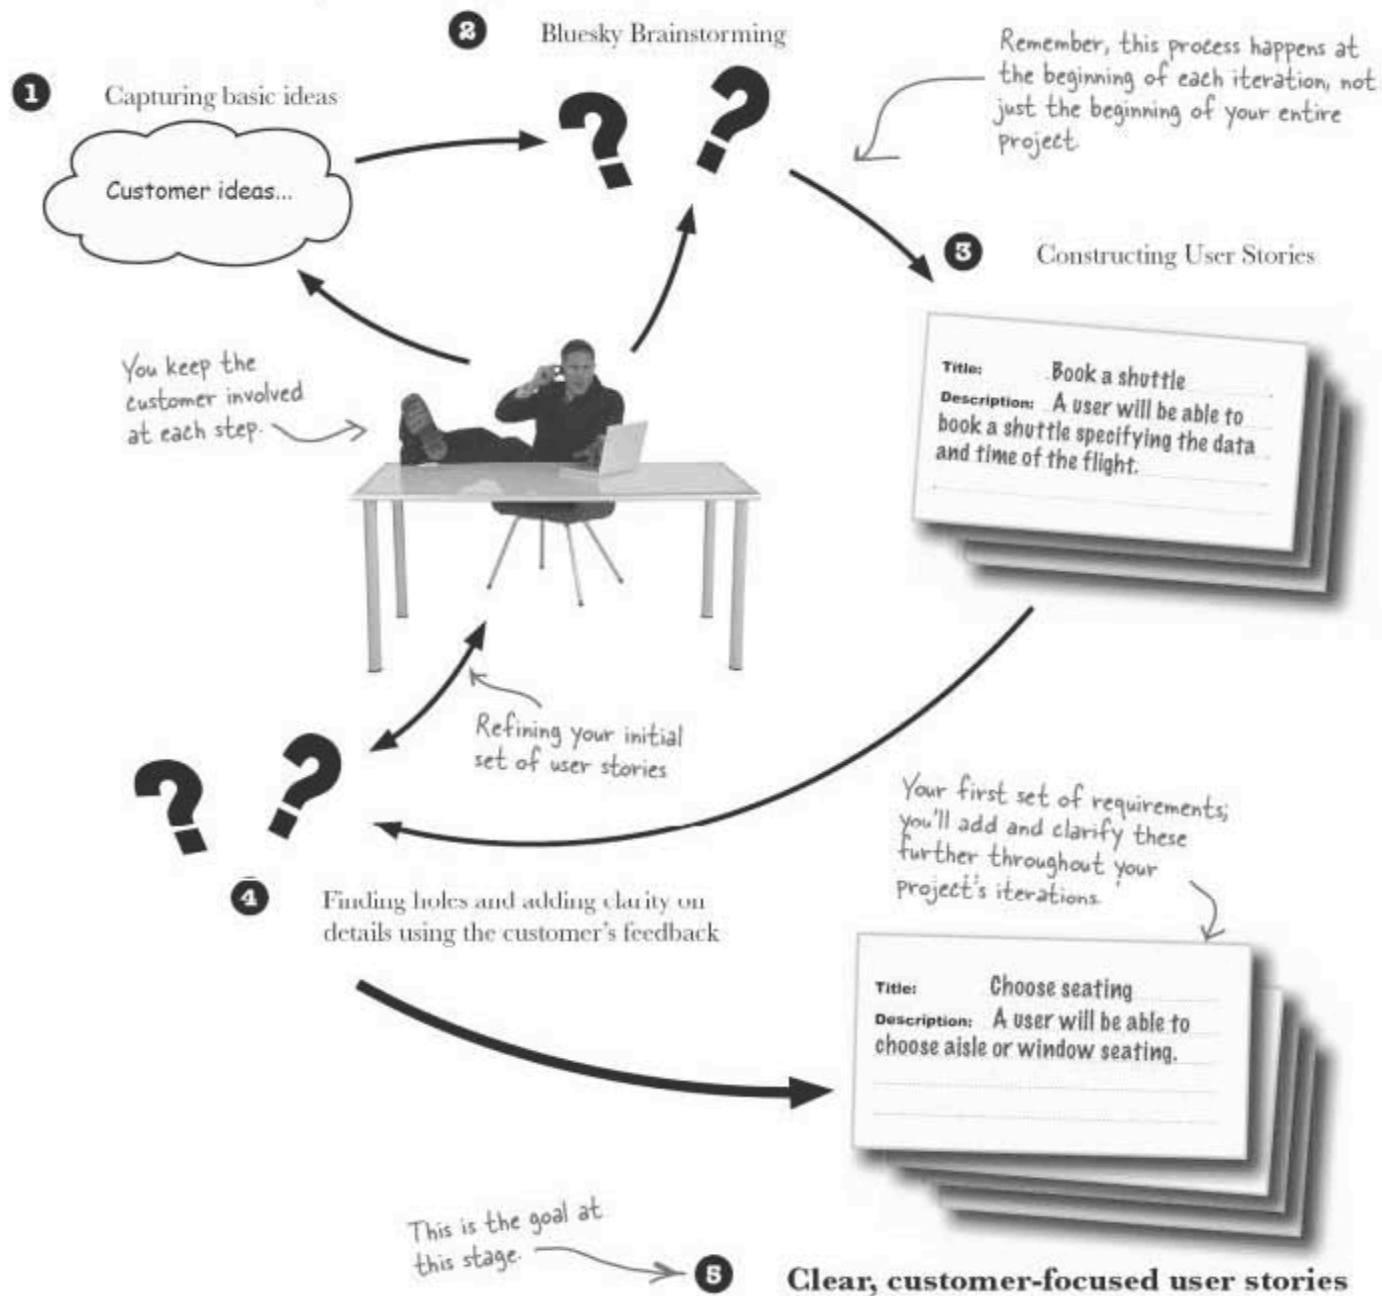 2 Bluesky Brainstorming
Remember, this process happens at
the beginning of each iteration, not
just the beginning of your entire
project.
1 Capturing basic ideas
Customer ideas...
3 Constructing User Stories
Title: Book a shuttle
Description: A user will be able to
book a shuttle specifying the data
and time of the flight.
You keep the
customer involved
at each step.
Refining your initial
set of user stories
4 Finding holes and adding clarity on
details using the customer's feedback
Your first set of requirements;
you'll add and clarify these
further throughout your
project's iterations.
Title: Choose seating
Description: A user will be able to
choose aisle or window seating.
This is the goal at
this stage.
5 Clear, customer-focused user stories